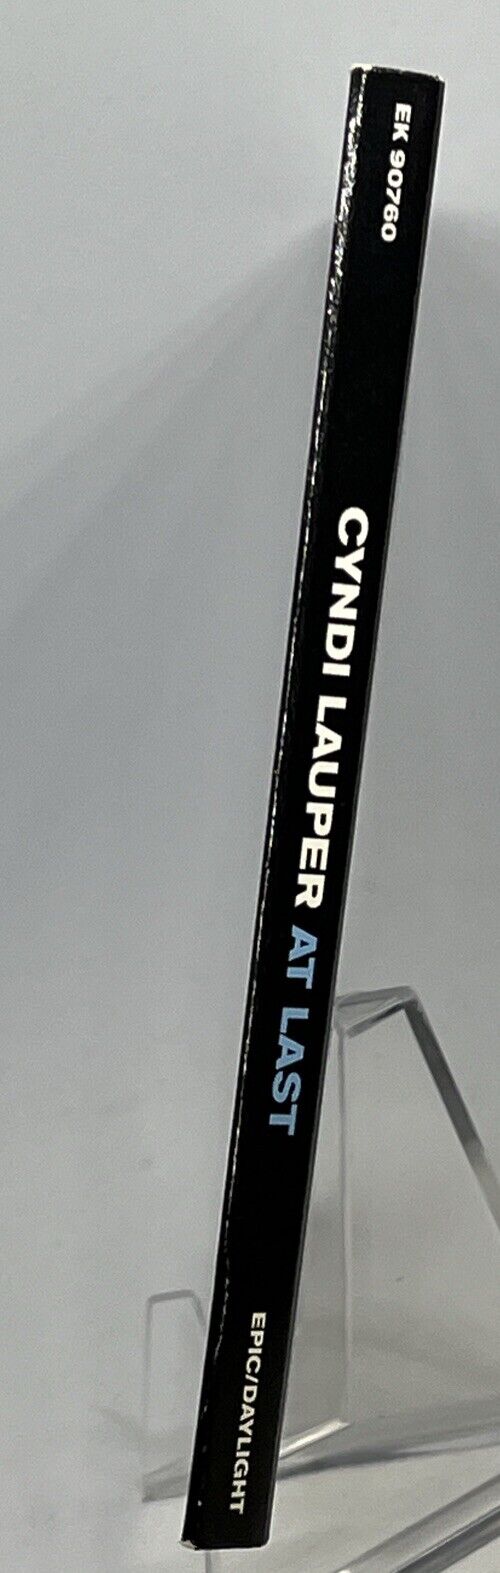 EK 90760
CYNDI LAUPER AT LAST
EPIC/DAYLIGHT